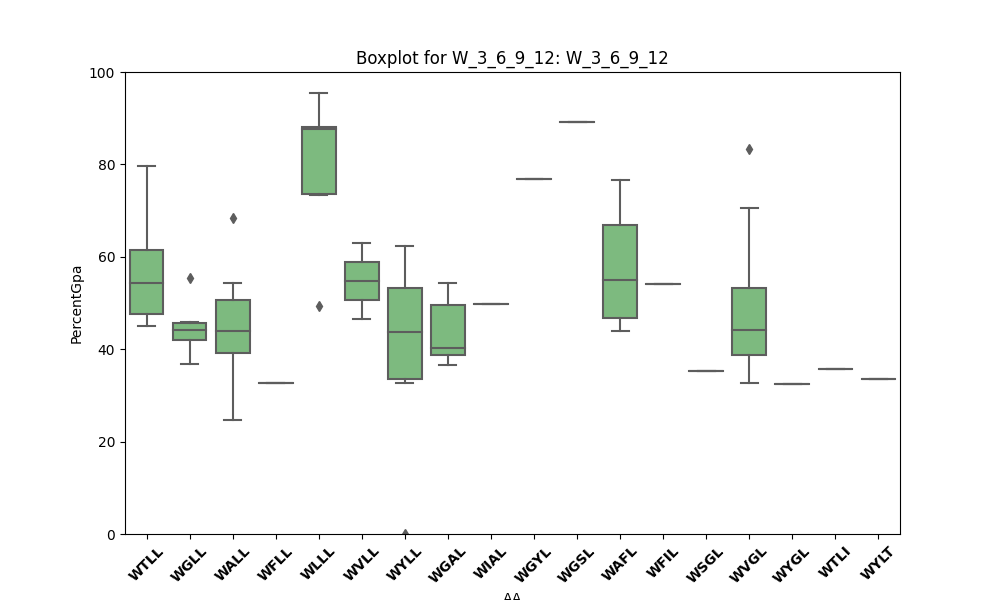 Boxplot for W_3_6_9_12: W_3_6_9_12
PercentGpa
100
80
60
40
20
0
WTLL
WGLL
WALL
WFLL
WLLL
WVLL
WYLL
WGAL
WIAL
WGYL
WGSL
WAFL
WFIL
WSGL
WVGL
WYGL
WTLI
WYLT
AA